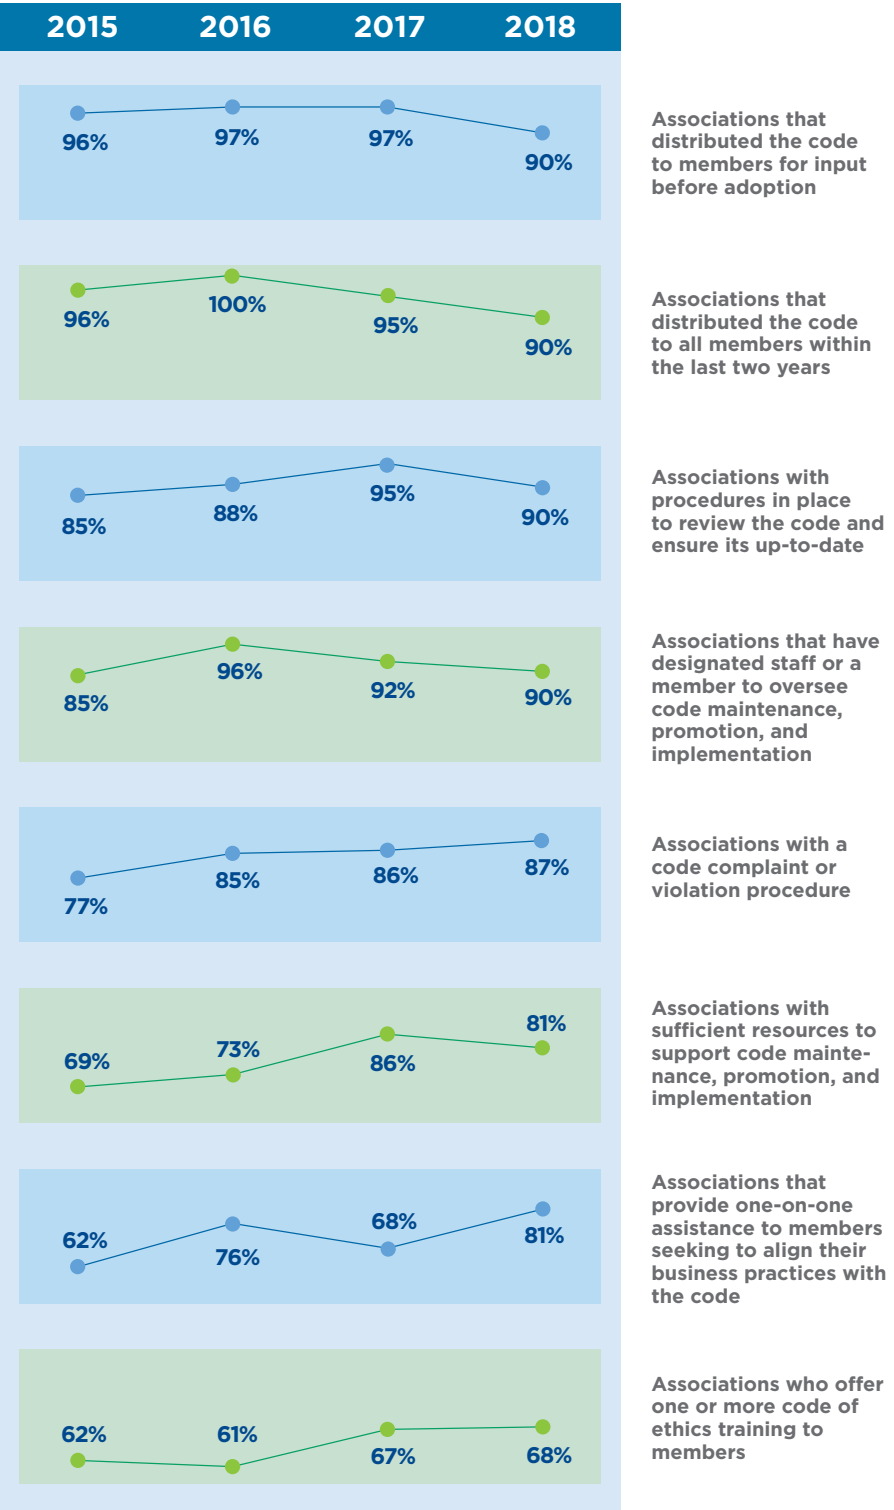 2015 2016 2017 2018
96% 97% 97% 90%
Associations that
distributed the code
to members for input
before adoption
96% 100% 95% 90%
Associations that
distributed the code
to all members within
the last two years
85% 88% 95% 90%
Associations with
procedures in place
to review the code and
ensure its up-to-date
85% 96% 92% 90%
Associations that have
designated staff or a
member to oversee
code maintenance,
promotion, and
implementation
77% 85% 86% 87%
Associations with a
code complaint or
violation procedure
69% 73% 86% 81%
Associations with
sufficient resources to
support code mainte-
nance, promotion, and
implementation
62% 76% 68% 81%
Associations that
provide one-on-one
assistance to members
seeking to align their
business practices with
the code
62% 61% 67% 68%
Associations who offer
one or more code of
ethics training to
members